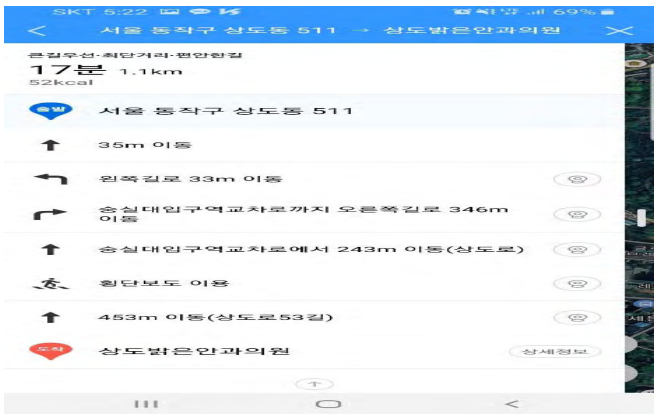 SKT 5:22 69%
서울 동작구 상도동 511 → 상도밝은안과의원
큰길우선·최단거리·편안한길
17분 1.1km
52kcal
출발 서울 동작구 상도동 511
35m 이동
왼쪽길로 33m 이동
숭실대입구역교차로까지 오른쪽길로 346m
이동
숭실대입구역교차로에서 243m 이동(상도로)
횡단보도 이용
453m 이동(상도로53길)
도착 상도밝은안과의원 상세정보